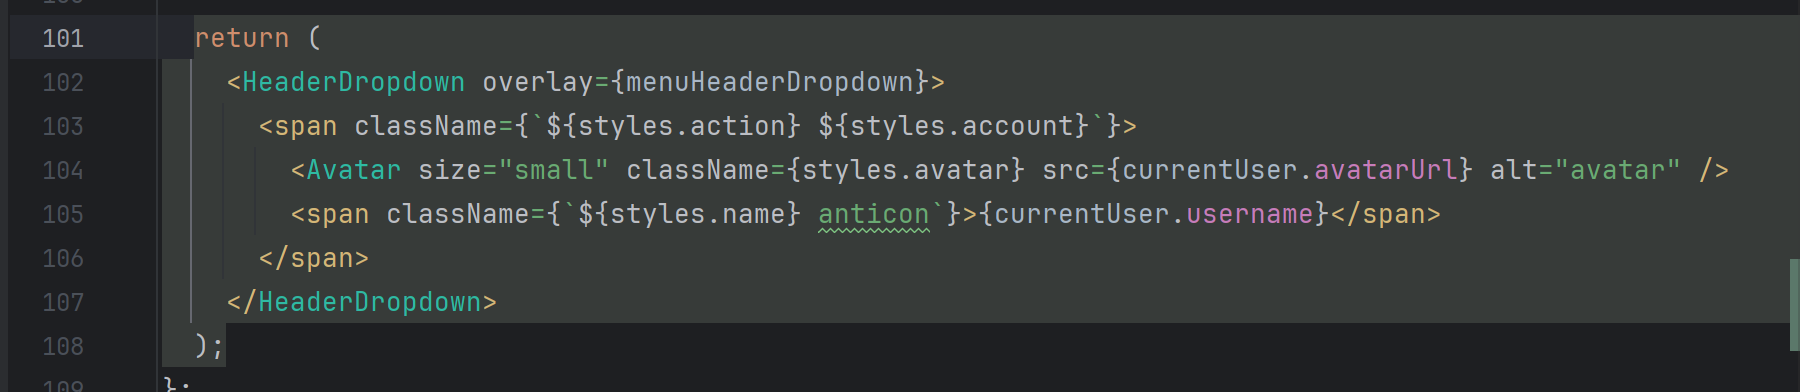 101 return (
102 <HeaderDropdown overlay={menuHeaderDropdown}>
103 <span className={`${styles.action} ${styles.account}`}>
104 <Avatar size="small" className={styles.avatar} src={currentUser.avatarUrl} alt="avatar" />
105 <span className={`${styles.name} anticon`}>{currentUser.username}</span>
106 </span>
107 </HeaderDropdown>
108 );
109 };